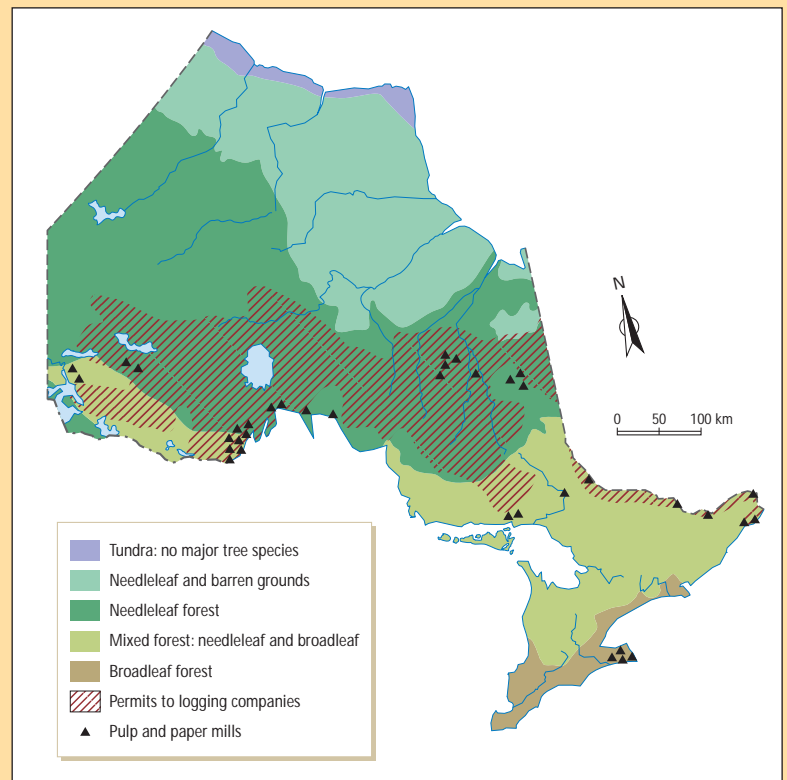 N
0 50 100 km
Tundra: no major tree species
Needleleaf and barren grounds
Needleleaf forest
Mixed forest: needleleaf and broadleaf
Broadleaf forest
Permits to logging companies
Pulp and paper mills